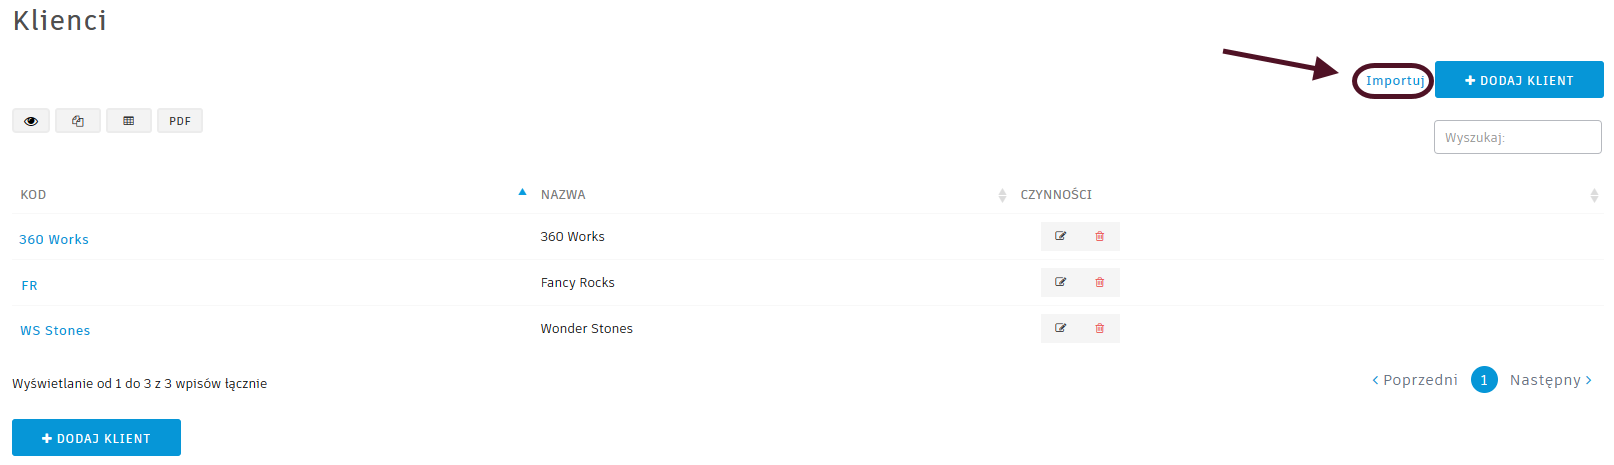 Klienci
Importuj
DODAJ KLIENT
PDF
Wyszukaj:
KOD NAZWA CZYNNOŚCI
360 Works 360 Works
FR Fancy Rocks
WS Stones Wonder Stones
Wyświetlanie od 1 do 3 z 3 wpisów łącznie
Poprzedni 1 Następny
DODAJ KLIENT